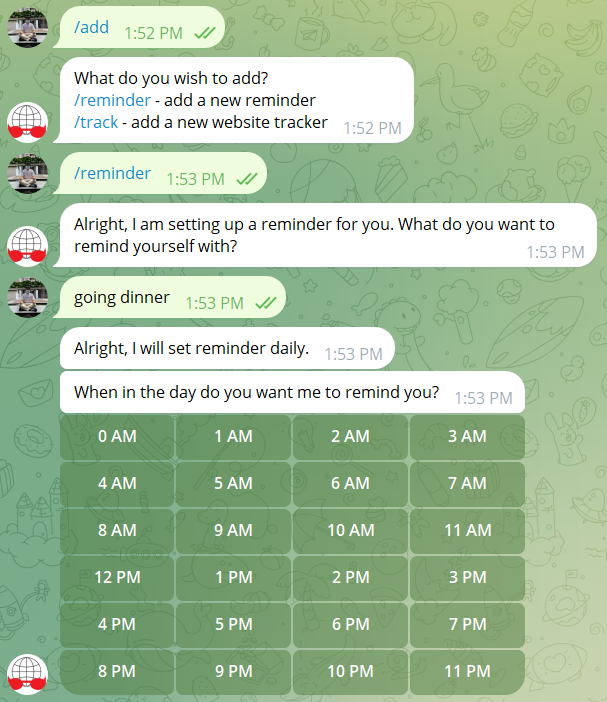 /add 1:52 PM
What do you wish to add?
/reminder - add a new reminder
/track - add a new website tracker 1:52 PM
/reminder 1:53 PM
Alright, I am setting up a reminder for you. What do you want to
remind yourself with? 1:53 PM
going dinner 1:53 PM
Alright, I will set reminder daily. 1:53 PM
When in the day do you want me to remind you? 1:53 PM
0 AM 1 AM 2 AM 3 AM
4 AM 5 AM 6 AM 7 AM
8 AM 9 AM 10 AM 11 AM
12 PM 1 PM 2 PM 3 PM
4 PM 5 PM 6 PM 7 PM
8 PM 9 PM 10 PM 11 PM